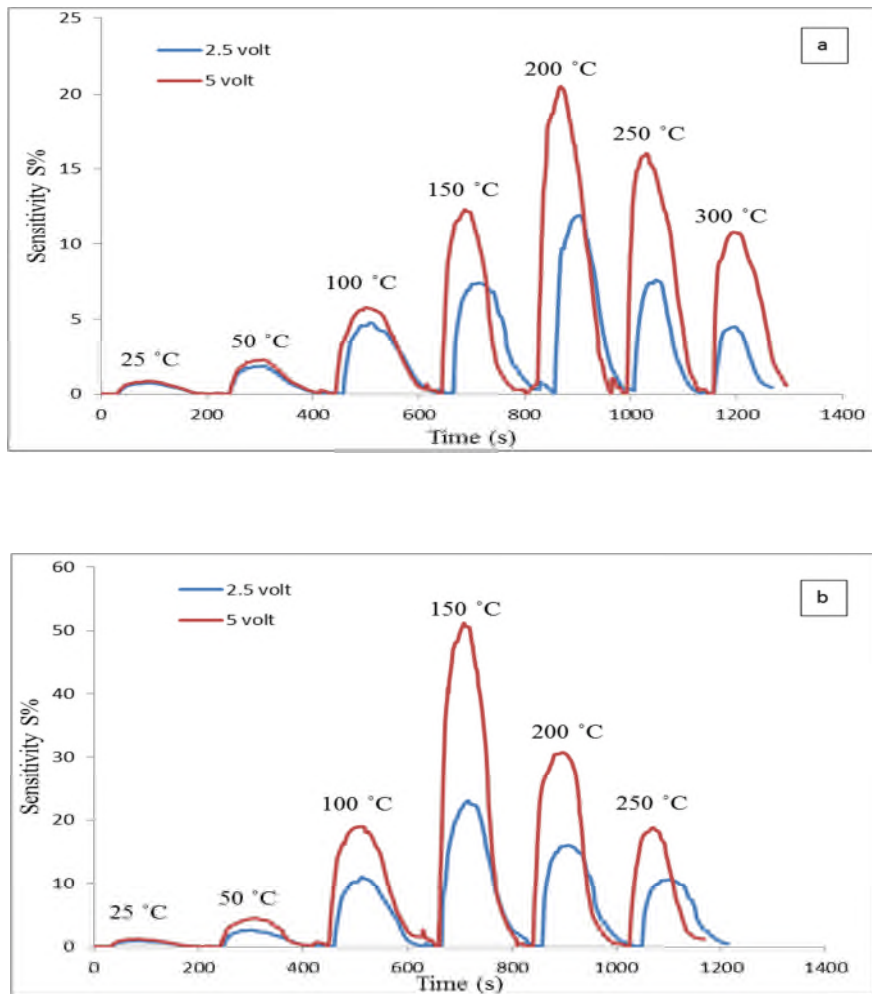 25
2.5 volt
5 volt
a
200 ˚C
20
250 ˚C
15
150 ˚C
300 ˚C
10
100 ˚C
5
50 ˚C
25 ˚C
0
Sensitivity S%
0 200 400 600 800 1000 1200 1400
Time (s)
60
2.5 volt
5 volt
b
150 ˚C
50
40
200 ˚C
30
100 ˚C
250 ˚C
20
10
50 ˚C
25 ˚C
0
Sensitivity S%
0 200 400 600 800 1000 1200 1400
Time (s)